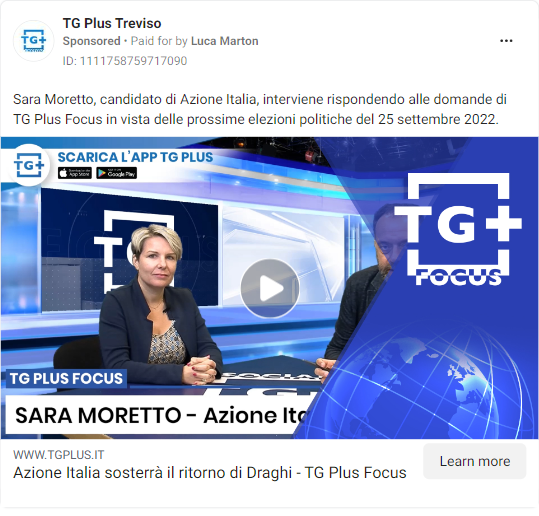 TG Plus Treviso
Sponsored • Paid for by Luca Marton
ID: 1111758759717090
Sara Moretto, candidato di Azione Italia, interviene rispondendo alle domande di
TG Plus Focus in vista delle prossime elezioni politiche del 25 settembre 2022.
TG+
SCARICA L'APP TG PLUS
App Store
Google Play
TG
TG+
FOCUS
TG PLUS FOCUS
SARA MORETTO - Azione Ita
WWW.TGPLUS.IT
Azione Italia sosterrà il ritorno di Draghi - TG Plus Focus
Learn more